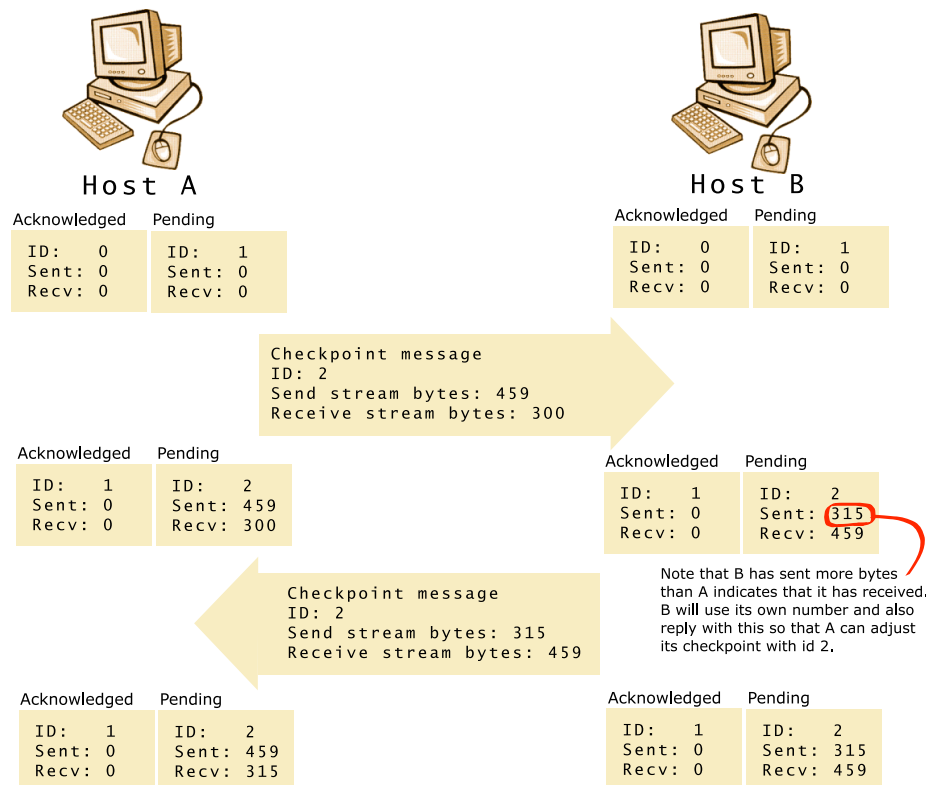 Host A
Host B
Acknowledged Pending
ID: 0 ID: 1
Sent: 0 Sent: 0
Recv: 0 Recv: 0
Acknowledged Pending
ID: 0 ID: 1
Sent: 0 Sent: 0
Recv: 0 Recv: 0
Checkpoint message
ID: 2
Send stream bytes: 459
Receive stream bytes: 300
Acknowledged Pending
ID: 1 ID: 2
Sent: 0 Sent: 459
Recv: 0 Recv: 300
Acknowledged Pending
ID: 1 ID: 2
Sent: 0 Sent: 315
Recv: 0 Recv: 459
Note that B has sent more bytes
than A indicates that it has received.
B will use its own number and also
reply with this so that A can adjust
its checkpoint with id 2.
Checkpoint message
ID: 2
Send stream bytes: 315
Receive stream bytes: 459
Acknowledged Pending
ID: 1 ID: 2
Sent: 0 Sent: 459
Recv: 0 Recv: 315
Acknowledged Pending
ID: 1 ID: 2
Sent: 0 Sent: 315
Recv: 0 Recv: 459